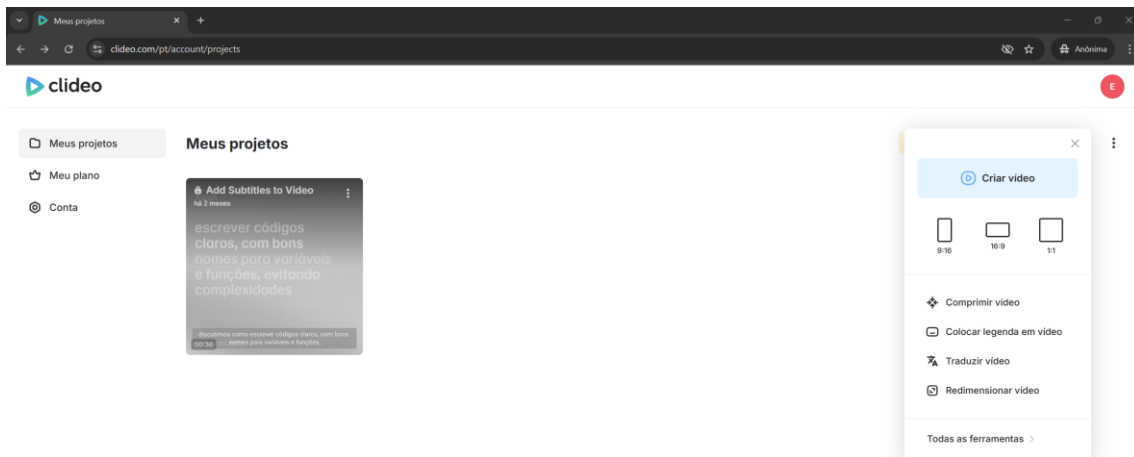 Meus projetos
clideo.com/pt/account/projects
Anônima
clideo
E
Meus projetos
Meu plano
Conta
Meus projetos
Add Subtitles to Video
há 2 meses
escrever códigos
claros, com bons
nomes para variáveis
e funções, evitando
complexidades
discutimos como escrever códigos claros, com bons
nomes para variáveis e funções.
00:36
Criar vídeo
9:16
16:9
1:1
Comprimir vídeo
Colocar legenda em vídeo
Traduzir vídeo
Redimensionar vídeo
Todas as ferramentas